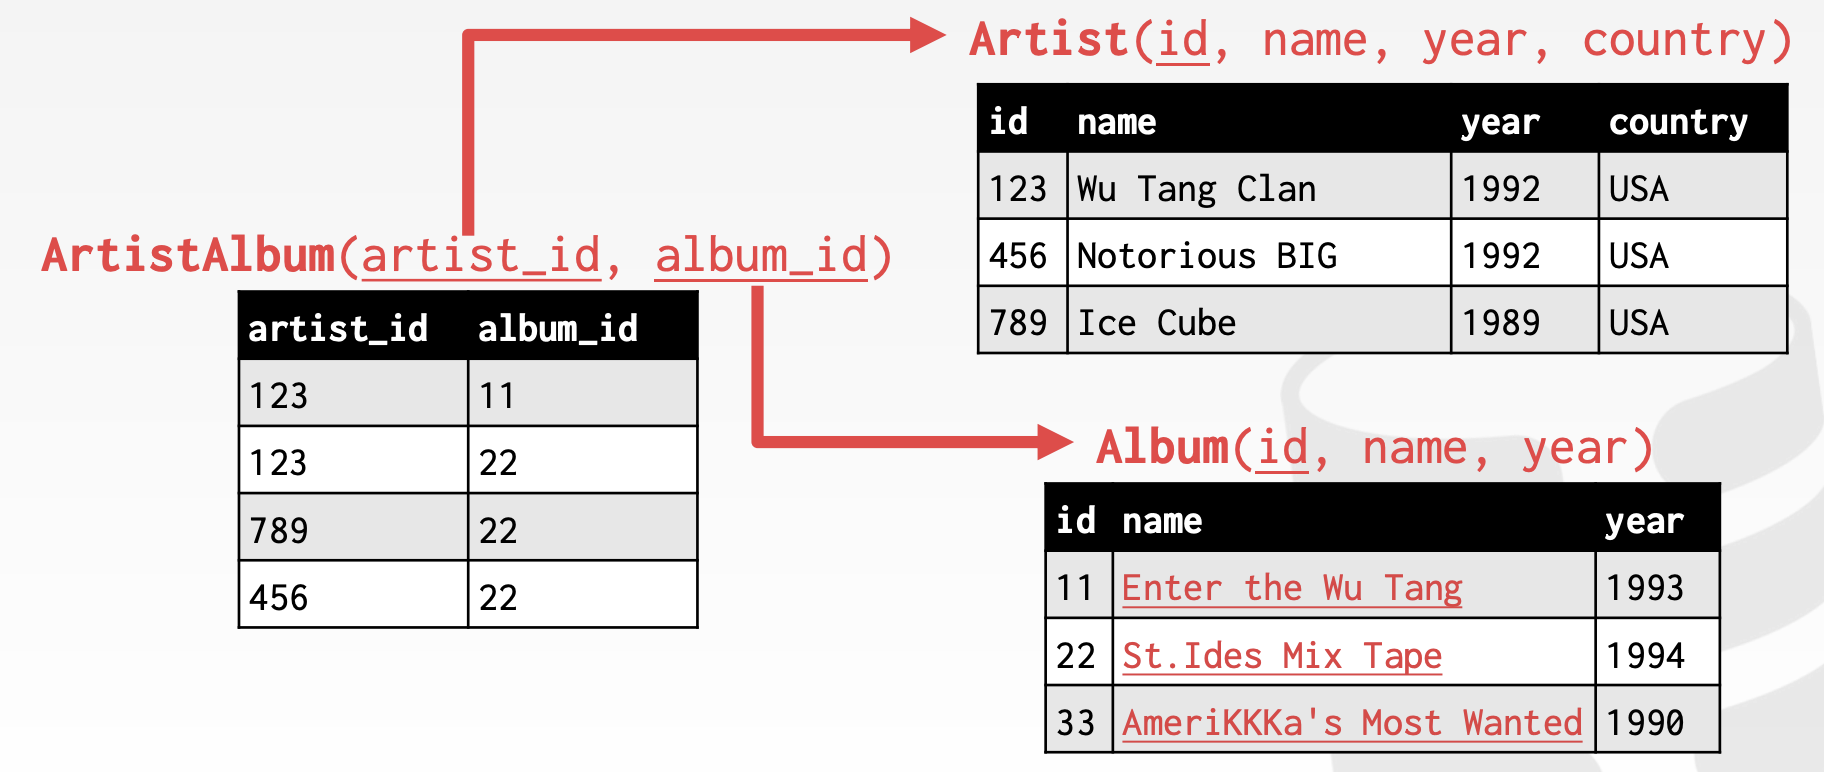 Artist(id, name, year, country)
id name year country
123 Wu Tang Clan 1992 USA
456 Notorious BIG 1992 USA
789 Ice Cube 1989 USA
ArtistAlbum(artist_id, album_id)
artist_id album_id
123 11
123 22
789 22
456 22
Album(id, name, year)
id name year
11 Enter the Wu Tang 1993
22 St.Ides Mix Tape 1994
33 AmeriKKKa's Most Wanted 1990